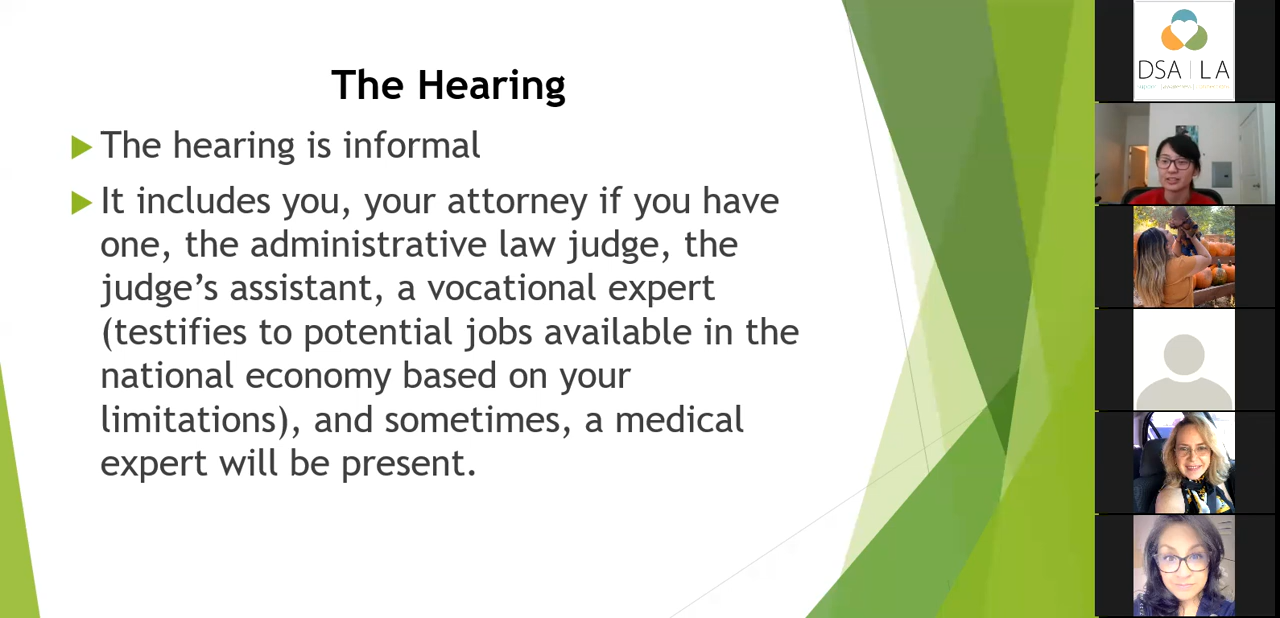 The Hearing
The hearing is informal
It includes you, your attorney if you have
one, the administrative law judge, the
judge’s assistant, a vocational expert
(testifies to potential jobs available in the
national economy based on your
limitations), and sometimes, a medical
expert will be present.
DSA | LA